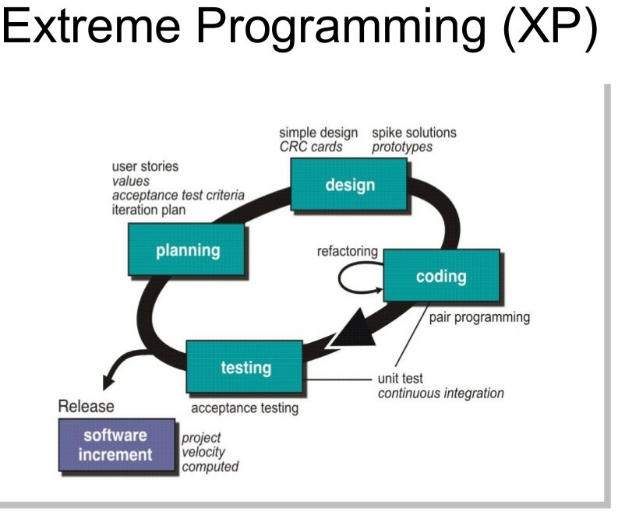 Extreme Programming (XP)
simple design
CRC cards
spike solutions
prototypes
user stories
values
acceptance test criteria
iteration plan
design
planning
refactoring
coding
pair programming
testing
unit test
continuous integration
acceptance testing
Release
software
increment
project
velocity
computed